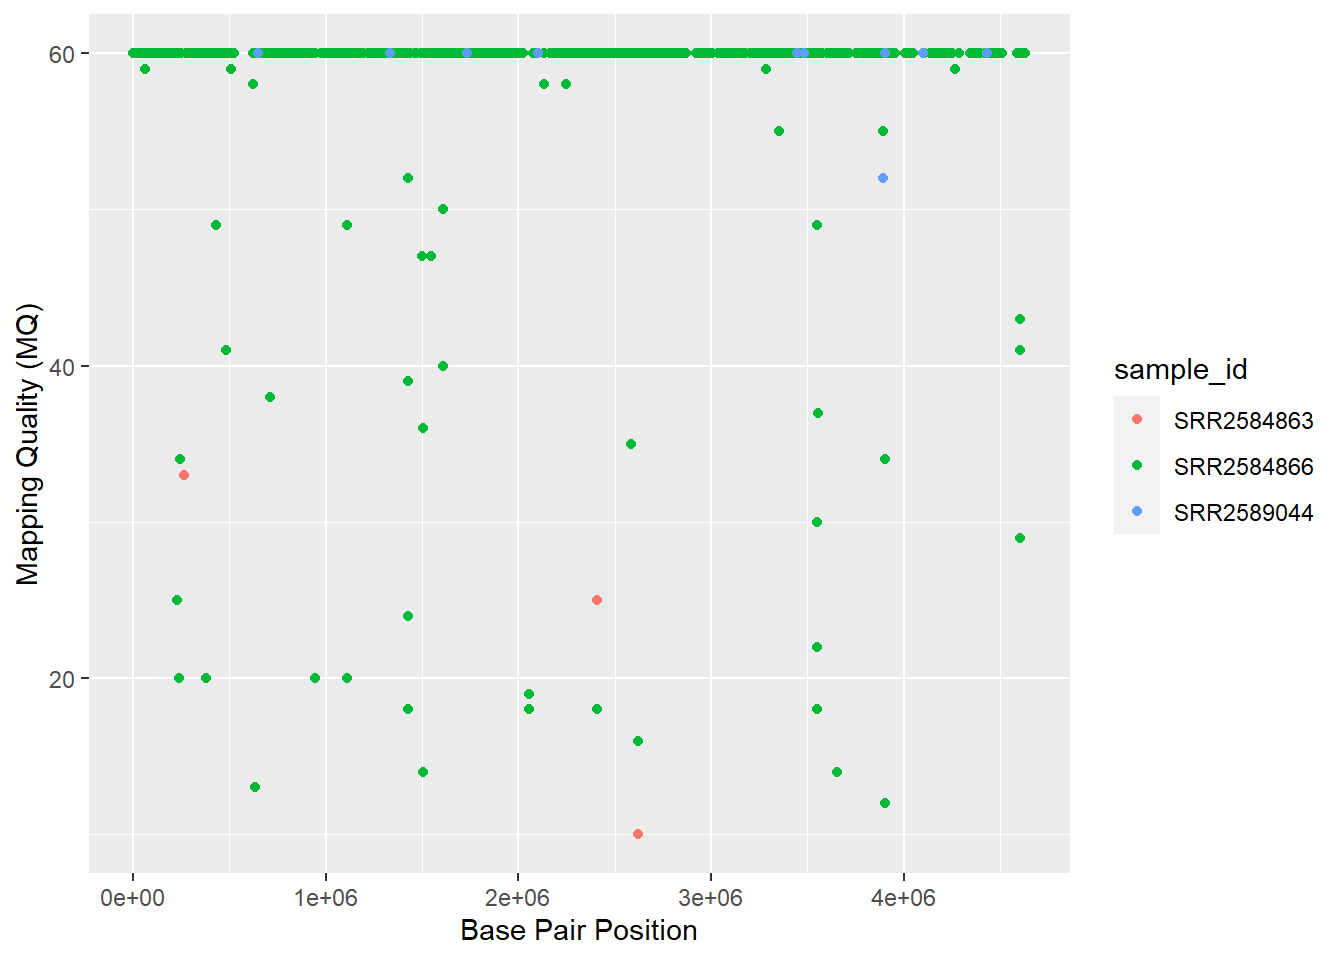 60
40
20
Mapping Quality (MQ)
0e+00 1e+06 2e+06 3e+06 4e+06
Base Pair Position
sample_id
SRR2584863
SRR2584866
SRR2589044